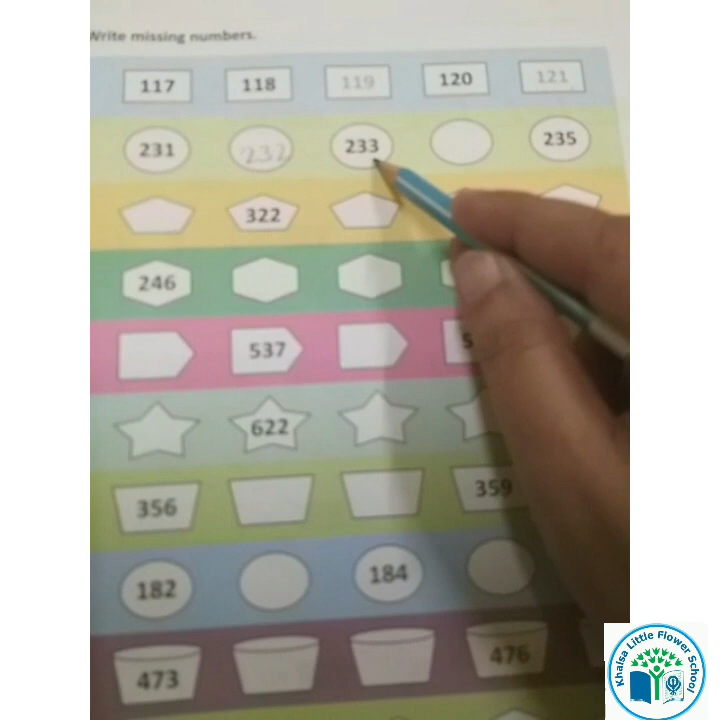 Write missing numbers.
117 118 119 120 121
231 232 233 235
322
246
537
622
356 359
182 184
473 476
Khalsa Little Flower School